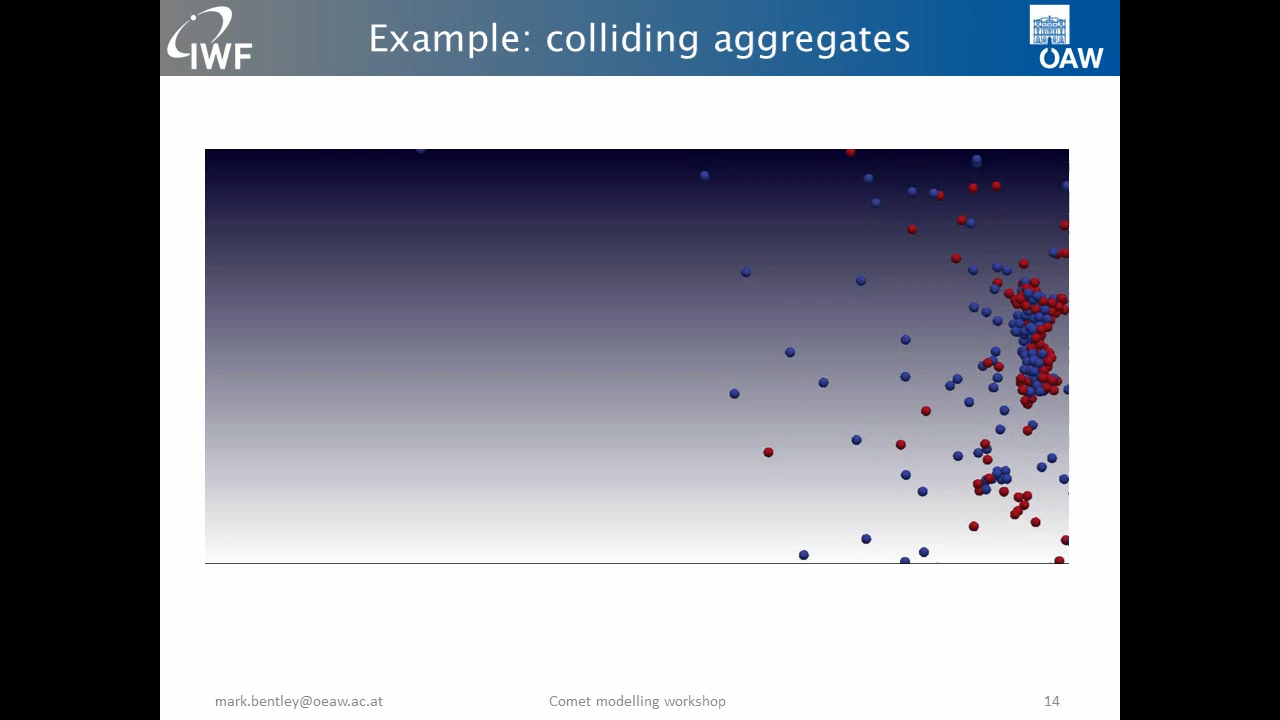 IWF
Example: colliding aggregates
ÖAW
mark.bentley@oeaw.ac.at
Comet modelling workshop
14